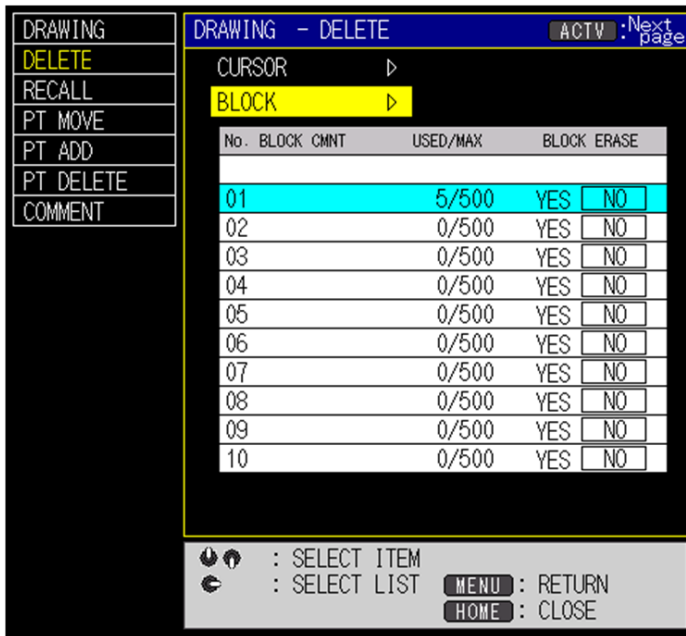 DRAWING
DELETE
RECALL
PT MOVE
PT ADD
PT DELETE
COMMENT
DRAWING - DELETE
ACTV :Next page
CURSOR
BLOCK
No. BLOCK CMNT USED/MAX BLOCK ERASE
01 5/500 YES NO
02 0/500 YES NO
03 0/500 YES NO
04 0/500 YES NO
05 0/500 YES NO
06 0/500 YES NO
07 0/500 YES NO
08 0/500 YES NO
09 0/500 YES NO
10 0/500 YES NO
: SELECT ITEM
: SELECT LIST MENU : RETURN
HOME : CLOSE